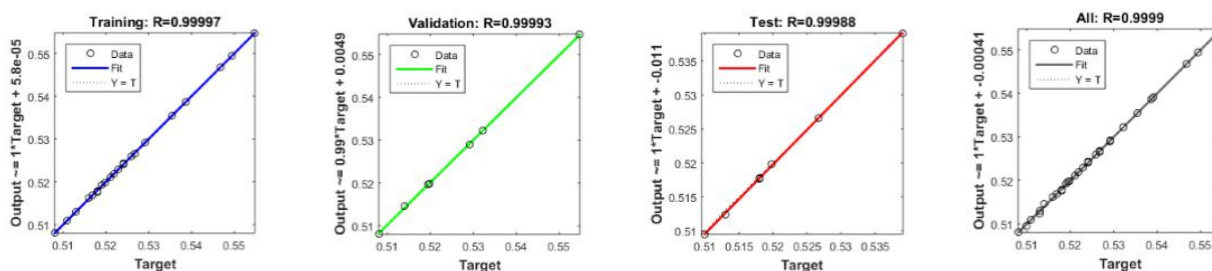 Training: R=0.99997
Output ~= 1*Target + 5.8e-05
Data
Fit
Y = T
0.55
0.54
0.53
0.52
0.51
0.51 0.52 0.53 0.54 0.55
Target
Validation: R=0.99993
Output ~= 0.99*Target + 0.0049
Data
Fit
Y = T
0.55
0.54
0.53
0.52
0.51
0.51 0.52 0.53 0.54 0.55
Target
Test: R=0.99988
Output ~= 1*Target + -0.011
Data
Fit
Y = T
0.535
0.53
0.525
0.52
0.515
0.51
0.51 0.515 0.52 0.525 0.53 0.535
Target
All: R=0.9999
Output ~= 1*Target + -0.00041
Data
Fit
Y = T
0.55
0.54
0.53
0.52
0.51
0.51 0.52 0.53 0.54 0.55
Target